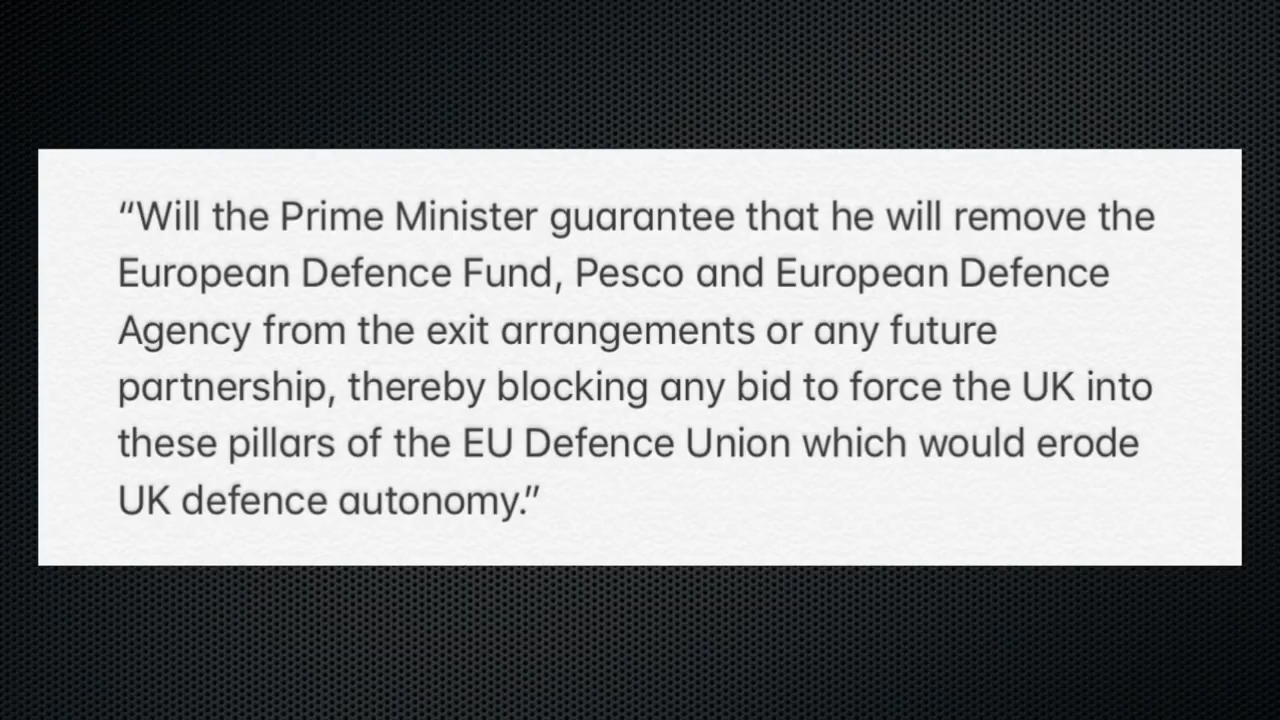 “Will the Prime Minister guarantee that he will remove the
European Defence Fund, Pesco and European Defence
Agency from the exit arrangements or any future
partnership, thereby blocking any bid to force the UK into
these pillars of the EU Defence Union which would erode
UK defence autonomy.”